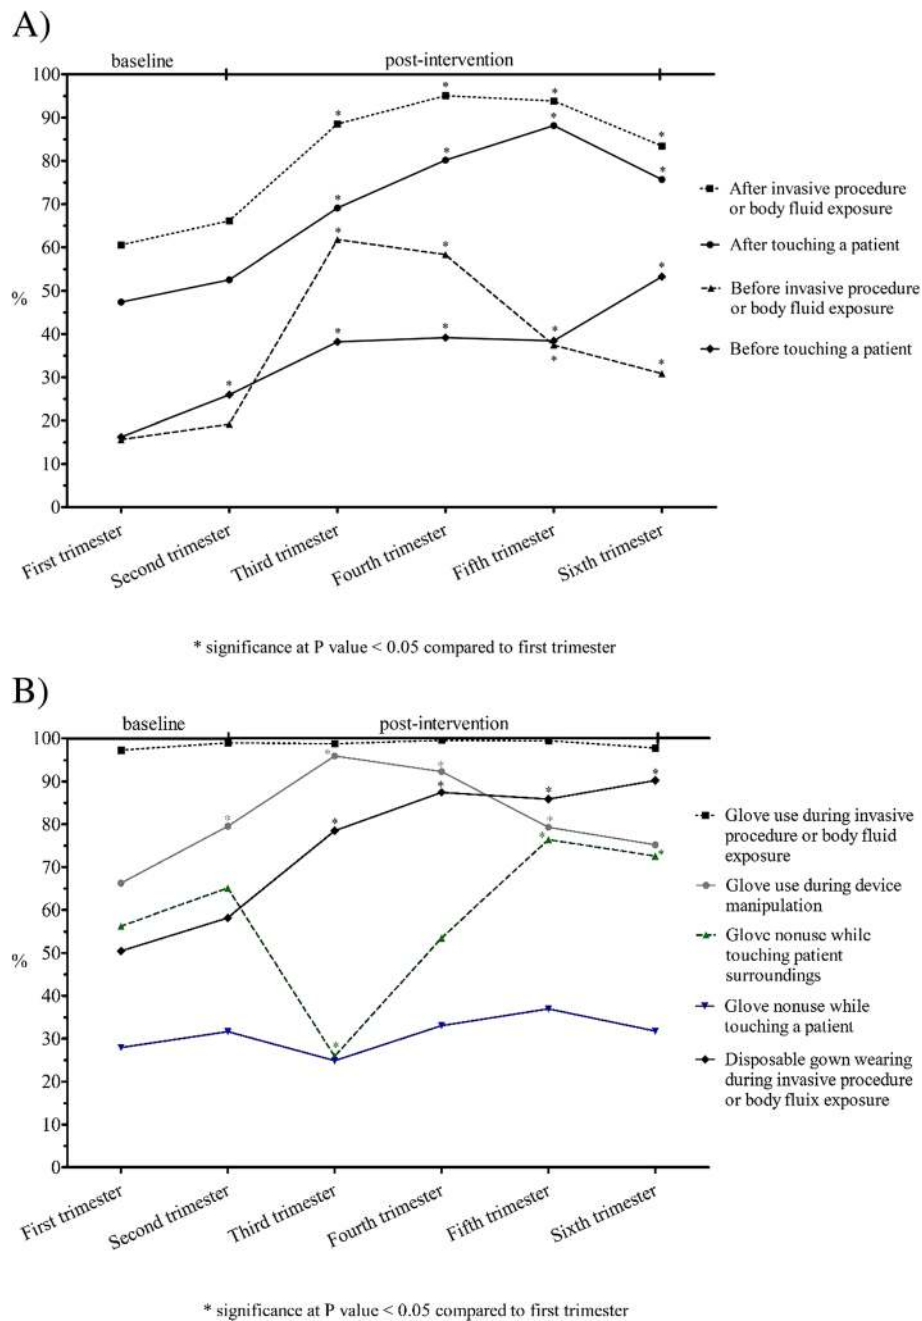 A)
baseline
post-intervention
100
90
80
70
60
50
40
30
20
10
0
%
First trimester
Second trimester
Third trimester
Fourth trimester
Fifth trimester
Sixth trimester
After invasive procedure
or body fluid exposure
After touching a patient
Before invasive procedure
or body fluid exposure
Before touching a patient
* significance at P value < 0.05 compared to first trimester
B)
baseline
post-intervention
100
90
80
70
60
50
40
30
20
10
0
%
First trimester
Second trimester
Third trimester
Fourth trimester
Fifth trimester
Sixth trimester
Glove use during invasive
procedure or body fluid
exposure
Glove use during device
manipulation
Glove nonuse while
touching patient
surroundings
Glove nonuse while
touching a patient
Disposable gown wearing
during invasive procedure
or body fluix exposure
* significance at P value < 0.05 compared to first trimester